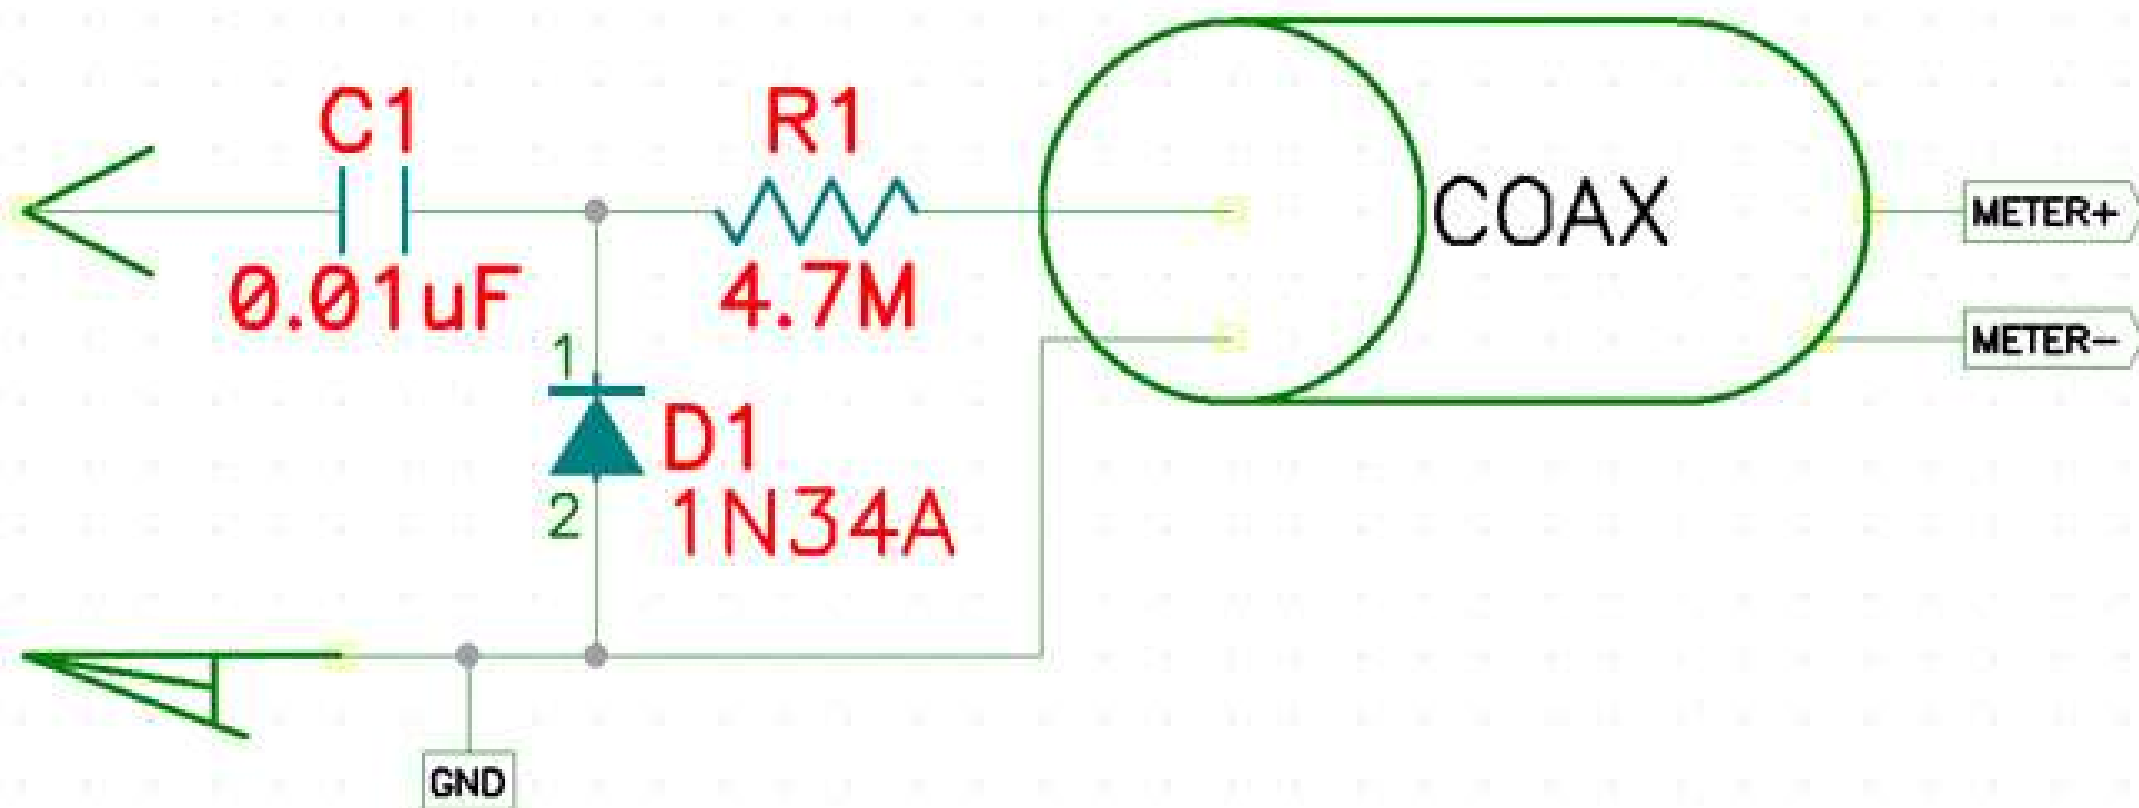 C1
0.01uF
R1
4.7M
COAX
METER+
METER-
1
D1
1N34A
2
GND